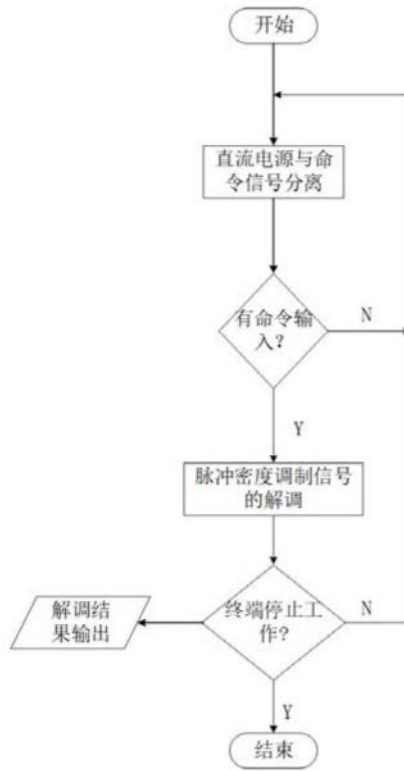 开始
直流电源与命
令信号分离
有命令输
入？
N
Y
脉冲密度调制信号
的解调
解调结
果输出
终端停止工
作?
N
Y
结束